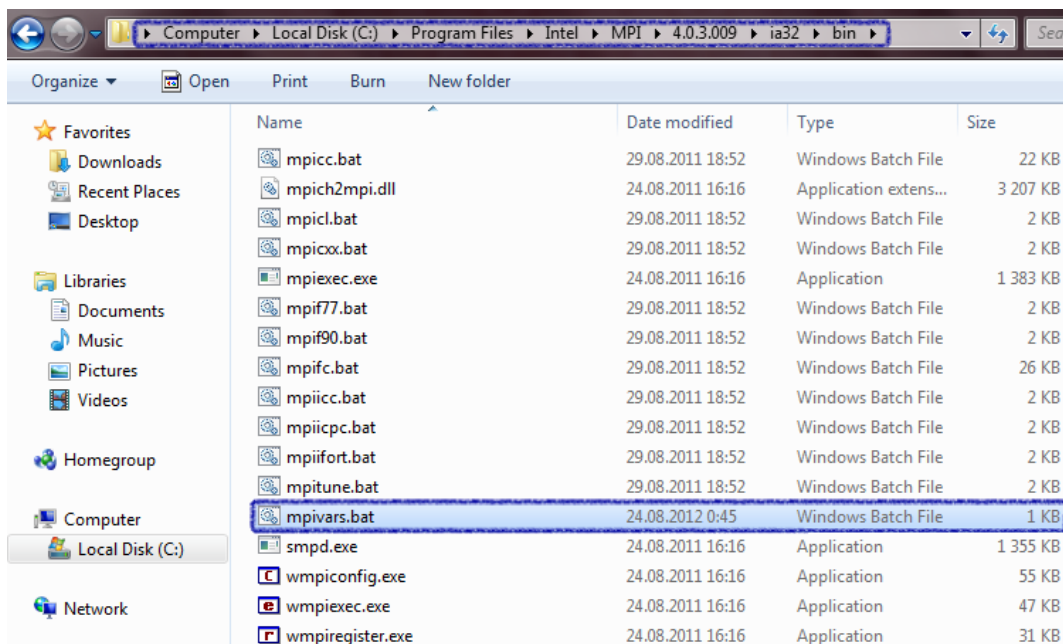 Computer Local Disk (C:) Program Files Intel MPI 4.0.3.009 ia32 bin Sea
Organize Open Print Burn New folder
Favorites
Downloads
Recent Places
Desktop
Libraries
Documents
Music
Pictures
Videos
Homegroup
Computer
Local Disk (C:)
Network
Name Date modified Type Size
mpicc.bat 29.08.2011 18:52 Windows Batch File 22 KB
mpich2mpi.dll 24.08.2011 16:16 Application extens... 3 207 KB
mpicl.bat 29.08.2011 18:52 Windows Batch File 2 KB
mpicxx.bat 29.08.2011 18:52 Windows Batch File 2 KB
mpiexec.exe 24.08.2011 16:16 Application 1 383 KB
mpif77.bat 29.08.2011 18:52 Windows Batch File 2 KB
mpif90.bat 29.08.2011 18:52 Windows Batch File 2 KB
mpifc.bat 29.08.2011 18:52 Windows Batch File 26 KB
mpiicc.bat 29.08.2011 18:52 Windows Batch File 2 KB
mpiicpc.bat 29.08.2011 18:52 Windows Batch File 2 KB
mpiifort.bat 29.08.2011 18:52 Windows Batch File 2 KB
mpitune.bat 29.08.2011 18:52 Windows Batch File 2 KB
mpivars.bat 24.08.2012 0:45 Windows Batch File 1 KB
smpd.exe 24.08.2011 16:16 Application 1 355 KB
wmpiconfig.exe 24.08.2011 16:16 Application 55 KB
wmpiexec.exe 24.08.2011 16:16 Application 47 KB
wmpiregister.exe 24.08.2011 16:16 Application 31 KB